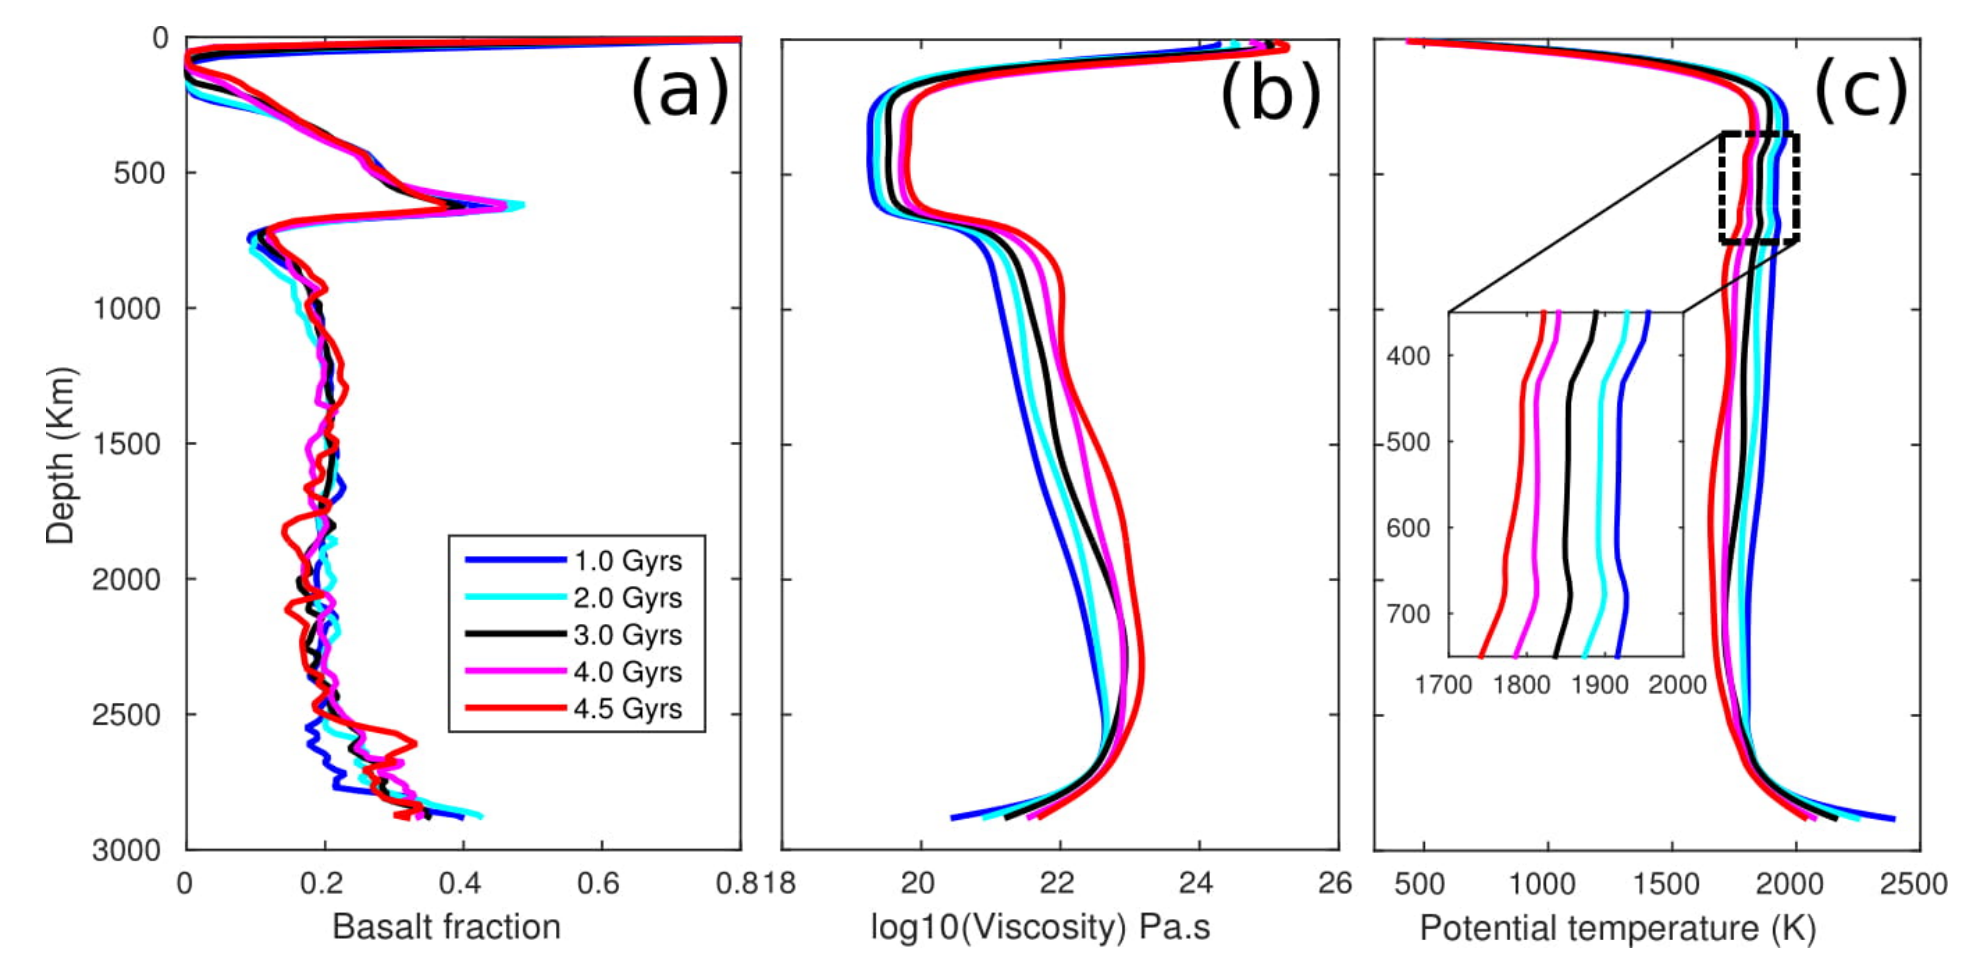 (a)
(b)
(c)
0
500
1000
1500
2000
2500
3000
Depth (Km)
1.0 Gyrs
2.0 Gyrs
3.0 Gyrs
4.0 Gyrs
4.5 Gyrs
400
500
600
700
1700 1800 1900 2000
0 0.2 0.4 0.6 0.8
18 20 22 24 26
500 1000 1500 2000 2500
Basalt fraction
log10(Viscosity) Pa.s
Potential temperature (K)